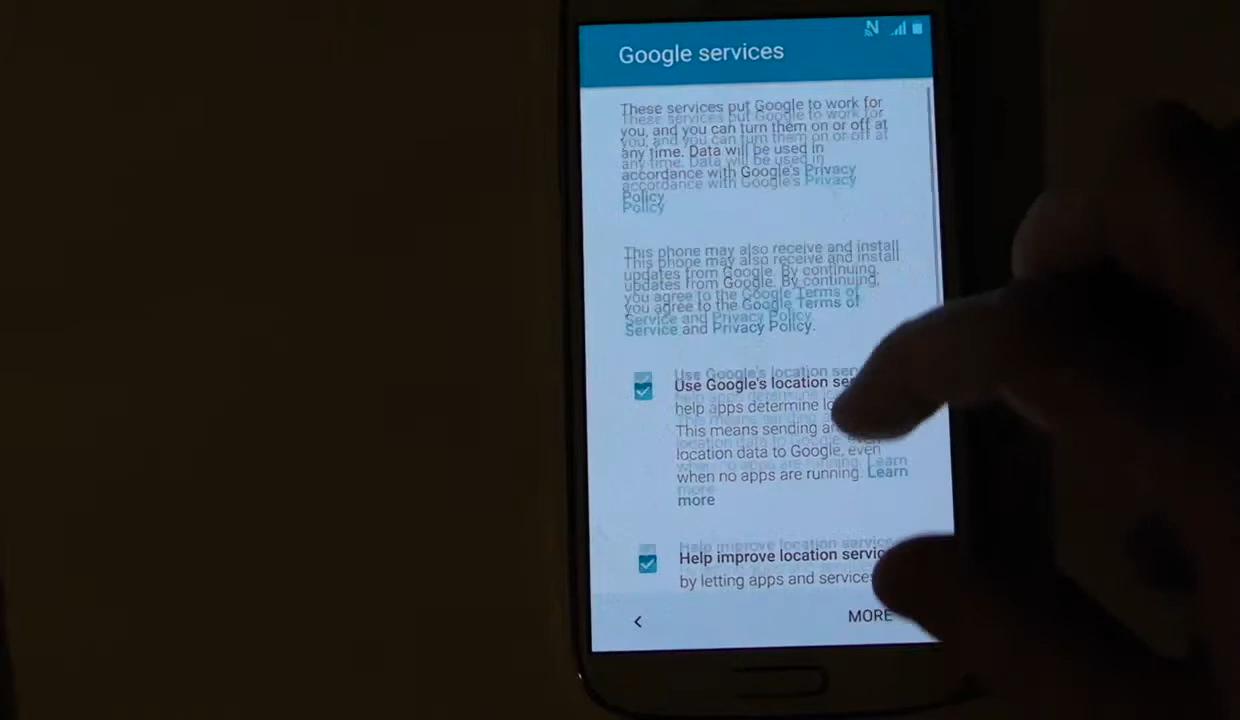 Google services
These services put Google to work for
you, and you can turn them on or off at
any time. Data will be used in
accordance with Google's Privacy
Policy
This phone may also receive and install
updates from Google. By continuing,
you agree to the Google Terms of
Service and Privacy Policy.
Use Google's location
help apps determine
This means sending
location data to Google, even
when no apps are running. Learn
more
Help improve location
by letting apps and
MORE